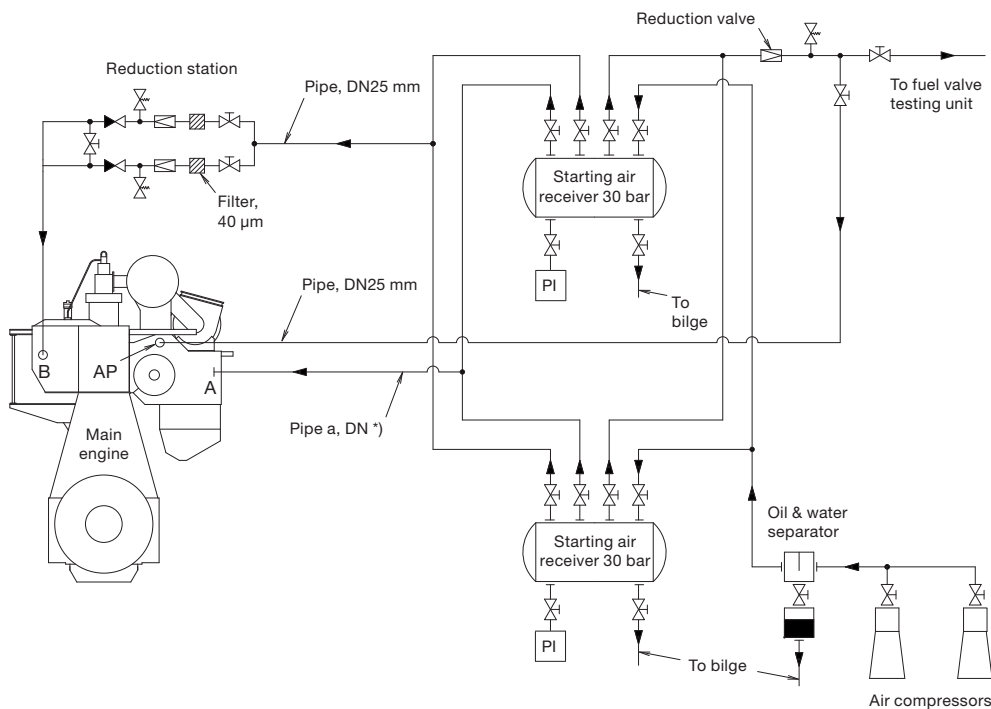 Reduction valve
Reduction station
Pipe, DN25 mm
To fuel valve
testing unit
Starting air
receiver 30 bar
Filter,
40 µm
PI
Pipe, DN25 mm
To
bilge
B
AP
A
Pipe a, DN *)
Main
engine
Oil & water
separator
Starting air
receiver 30 bar
PI
To bilge
Air compressors